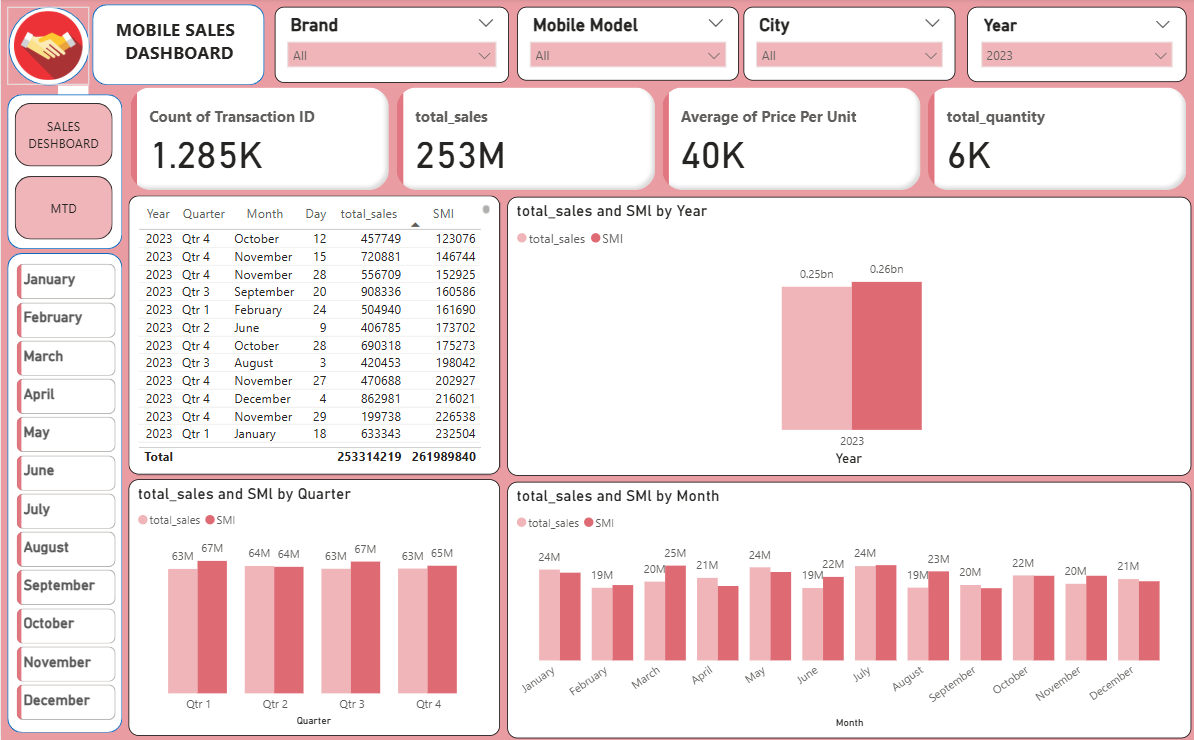 MOBILE SALES
DASHBOARD
Brand
All
Mobile Model
All
City
All
Year
2023
SALES
DESHBOARD
MTD
Count of Transaction ID
1.285K
total_sales
253M
Average of Price Per Unit
40K
total_quantity
6K
January
February
March
April
May
June
July
August
September
October
November
December
Year Quarter Month Day total_sales SMI
2023 Qtr 4 October 12 457749 123076
2023 Qtr 4 November 15 720881 146744
2023 Qtr 4 November 28 556709 152925
2023 Qtr 3 September 20 908336 160586
2023 Qtr 1 February 24 504940 161690
2023 Qtr 2 June 9 406785 173702
2023 Qtr 4 October 28 690318 175273
2023 Qtr 3 August 3 420453 198042
2023 Qtr 4 November 27 470688 202927
2023 Qtr 4 December 4 862981 216021
2023 Qtr 4 November 29 199738 226538
2023 Qtr 1 January 18 633343 232504
Total 253314219 261989840
total_sales and SMl by Year
total_sales SMl
0.25bn 0.26bn
2023
Year
total_sales and SMl by Quarter
total_sales SMl
63M 67M 64M 64M 63M 67M 63M 65M
Qtr 1 Qtr 2 Qtr 3 Qtr 4
Quarter
total_sales and SMl by Month
total_sales SMl
24M 19M 20M 25M 21M 24M 19M 22M 24M 19M 23M 20M 22M 20M 21M
January February March April May June July August September October November December
Month